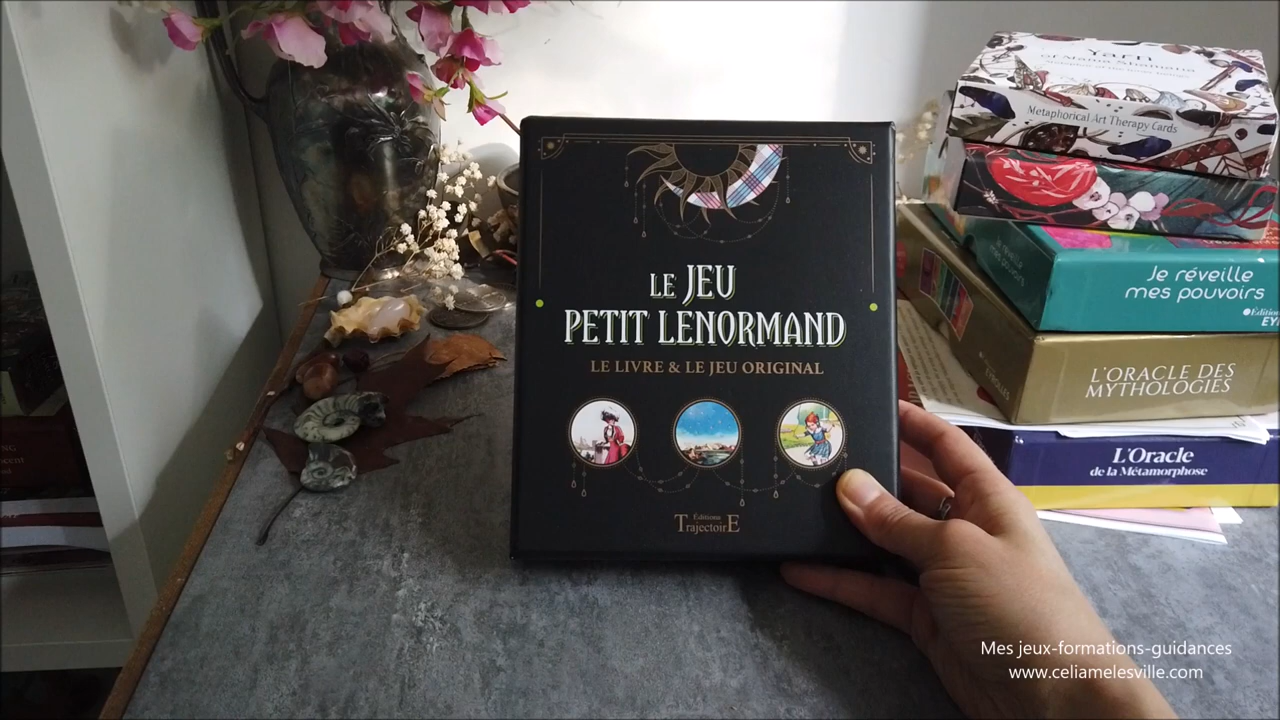 LE JEU
PETIT LENORMAND
LE LIVRE & LE JEU ORIGINAL
Éditions
TrajectoirE
Yarn
Metaphorical Art Therapy Cards
Je réveille
mes pouvoirs
L'ORACLE DES
MYTHOLOGIES
L'Oracle
de la Métamorphose
Mes jeux-formations-guidances
www.celiamelesville.com